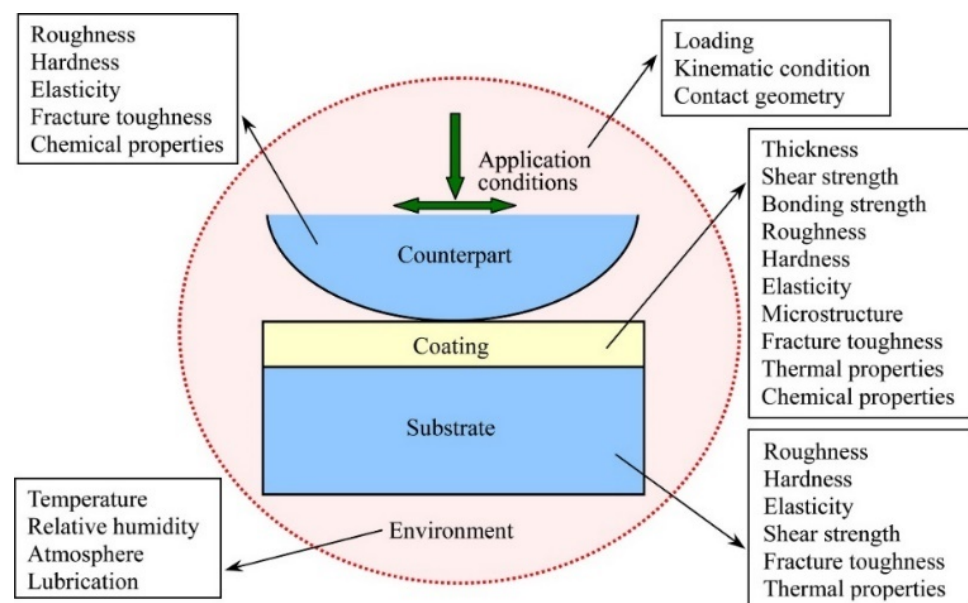 Roughness
Hardness
Elasticity
Fracture toughness
Chemical properties
Loading
Kinematic condition
Contact geometry
Application
conditions
Counterpart
Coating
Substrate
Environment
Thickness
Shear strength
Bonding strength
Roughness
Hardness
Elasticity
Microstructure
Fracture toughness
Thermal properties
Chemical properties
Roughness
Hardness
Elasticity
Shear strength
Fracture toughness
Thermal properties
Temperature
Relative humidity
Atmosphere
Lubrication